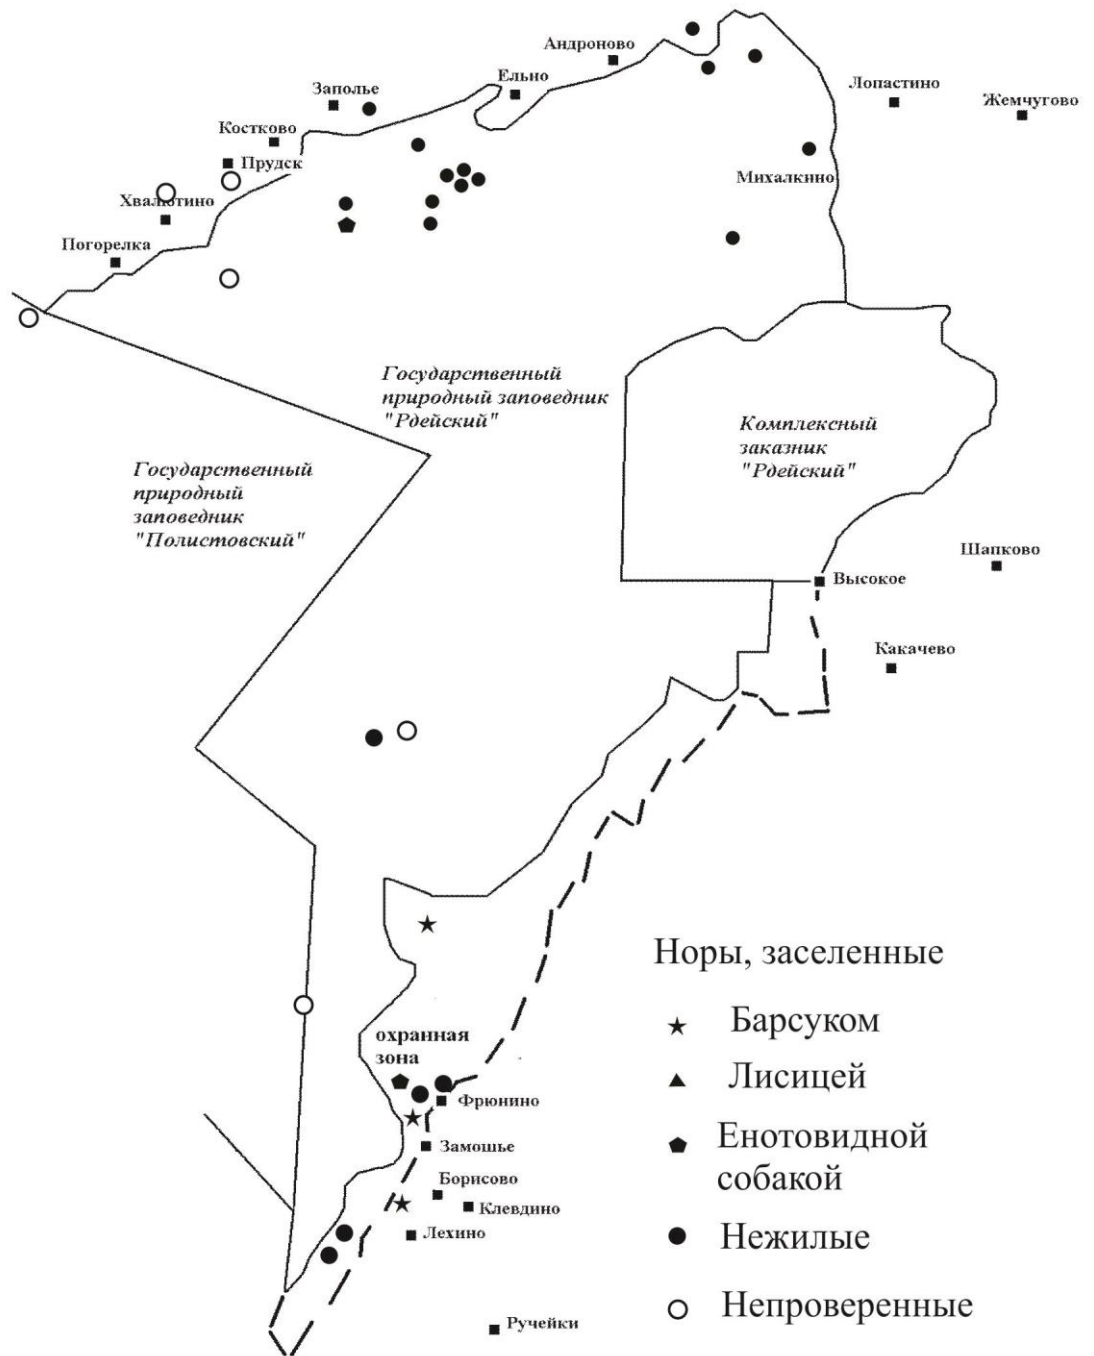 Андроново
Ельно
Заполье
Лопастино
Жемчугово
Костково
Прудск
Михалкино
Хвалютино
Погорелка
Государственный
природный заповедник
"Рдейский"
Комплексный
заказник
"Рдейский"
Государственный
природный
заповедник
"Полистовский"
Шапково
Высокое
Какачево
Норы, заселенные
Барсуком
Лисицей
Енотовидной
собакой
Нежилые
Непроверенные
охранная
зона
Фрюнино
Замошье
Борисово
Клевдино
Лехино
Ручейки